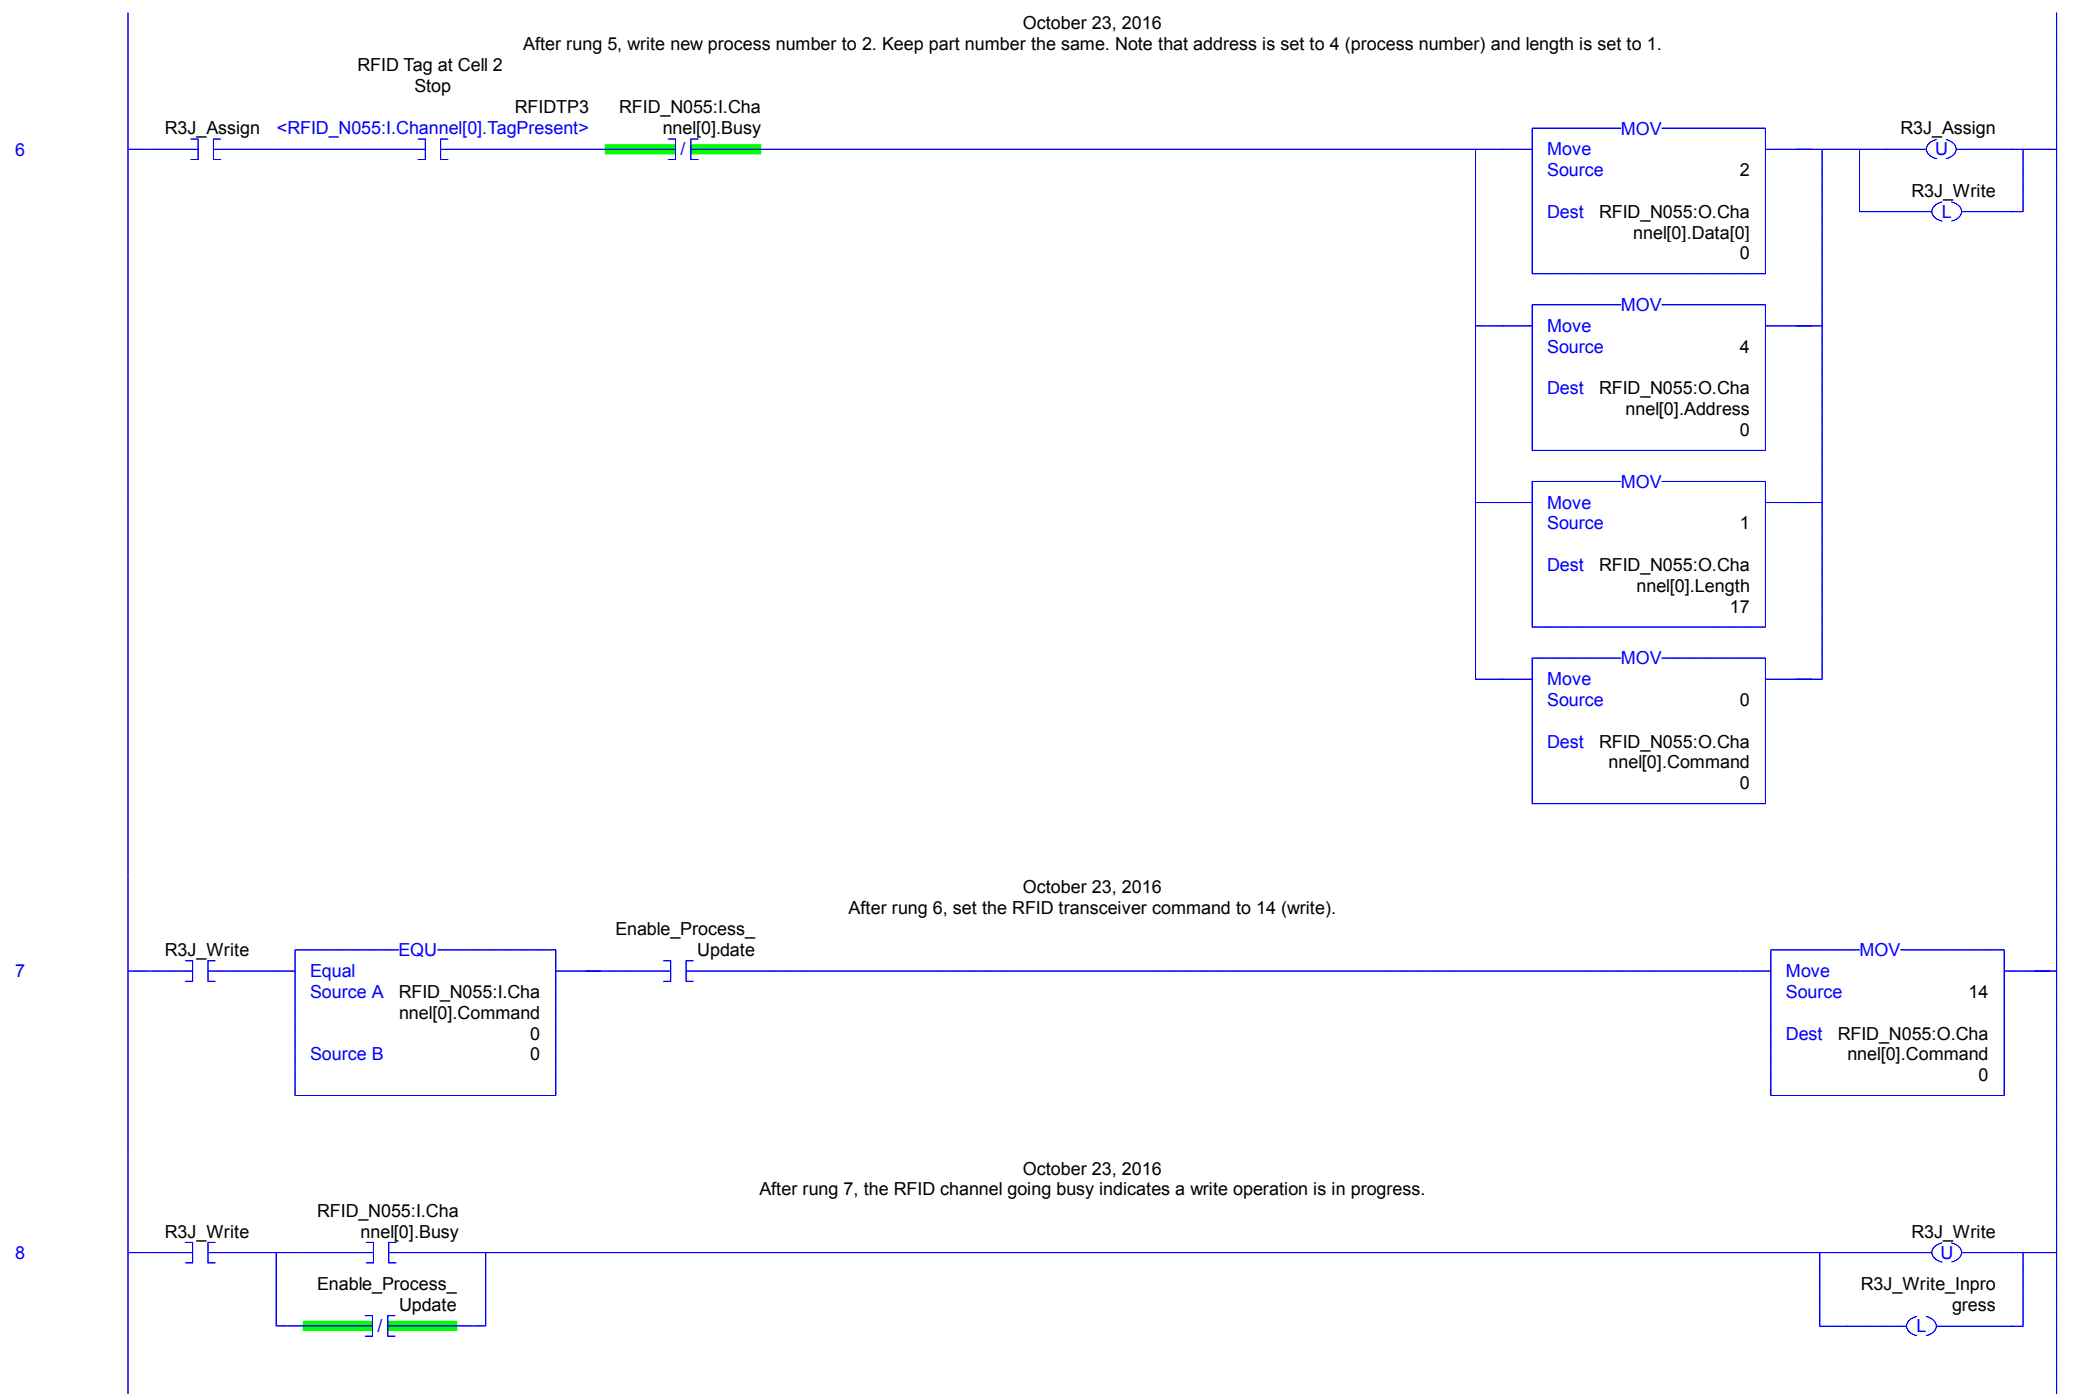 October 23, 2016
After rung 5, write new process number to 2. Keep part number the same. Note that address is set to 4 (process number) and length is set to 1.
RFID Tag at Cell 2
Stop
RFIDTP3
R3J_Assign
<RFID_N055:I.Channel[0].TagPresent>
RFID_N055:I.Cha
nnel[0].Busy
/
6
MOV
Move
Source 2
Dest RFID_N055:O.Cha
nnel[0].Data[0]
0
R3J_Assign
U
R3J_Write
L
MOV
Move
Source 4
Dest RFID_N055:O.Cha
nnel[0].Address
0
MOV
Move
Source 1
Dest RFID_N055:O.Cha
nnel[0].Length
17
MOV
Move
Source 0
Dest RFID_N055:O.Cha
nnel[0].Command
0
October 23, 2016
After rung 6, set the RFID transceiver command to 14 (write).
7
R3J_Write
EQU
Equal
Source A RFID_N055:I.Cha
nnel[0].Command
0
Source B 0
Enable_Process_
Update
MOV
Move
Source 14
Dest RFID_N055:O.Cha
nnel[0].Command
0
October 23, 2016
After rung 7, the RFID channel going busy indicates a write operation is in progress.
8
R3J_Write
RFID_N055:I.Cha
nnel[0].Busy
Enable_Process_
Update
/
R3J_Write
U
R3J_Write_Inpro
gress
L